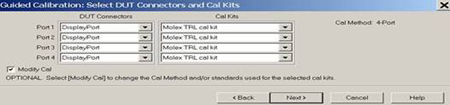 Guided Calibration: Select DUT Connectors and Cal Kits
DUT Connectors Cal Kits
Cal Method: 4-Port
Port 1 DisplayPort Molex TRL cal kit
Port 2 DisplayPort Molex TRL cal kit
Port 3 DisplayPort Molex TRL cal kit
Port 4 DisplayPort Molex TRL cal kit
Modify Cal
OPTIONAL: Select [Modify Cal] to change the Cal Method and/or standards used for the selected cal kits.
< Back Next > Cancel Help